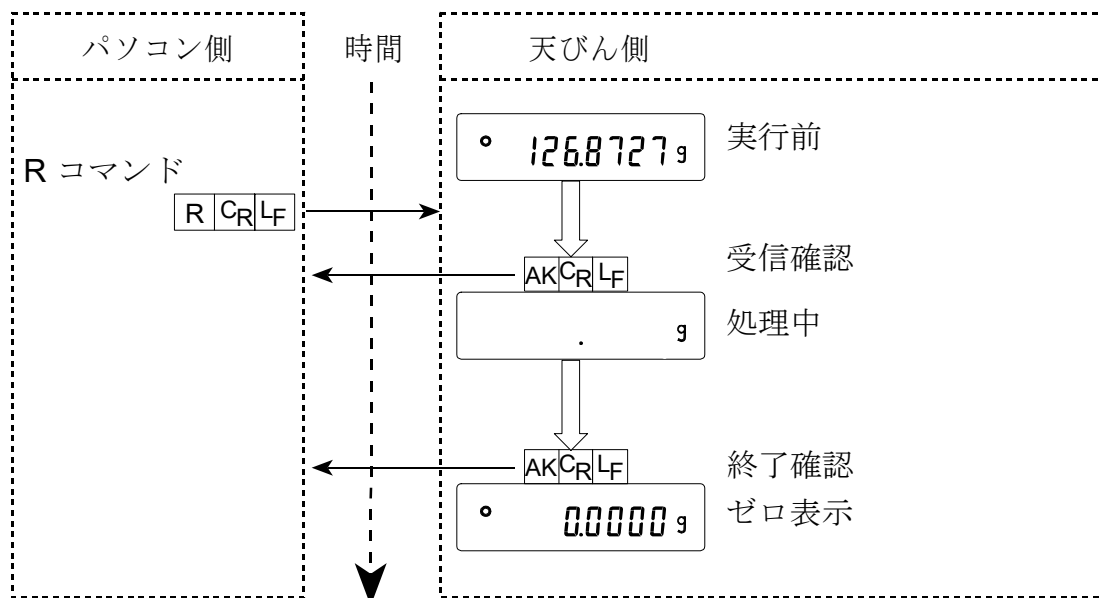 パソコン側
時間
天びん側
126.8727 g
実行前
R コマンド
R CR LF
受信確認
AK CR LF
. g
処理中
AK CR LF
終了確認
0.0000 g
ゼロ表示